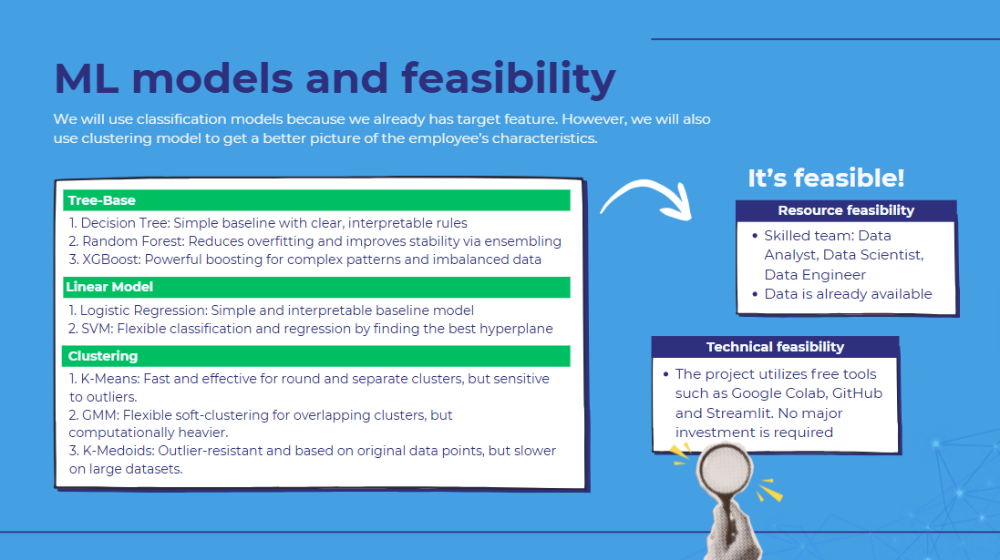 ML models and feasibility
We will use classification models because we already has target feature. However, we will also
use clustering model to get a better picture of the employee's characteristics.
Tree-Base
1. Decision Tree: Simple baseline with clear, interpretable rules
2. Random Forest: Reduces overfitting and improves stability via ensembling
3. XGBoost: Powerful boosting for complex patterns and imbalanced data
Linear Model
1. Logistic Regression: Simple and interpretable baseline model
2. SVM: Flexible classification and regression by finding the best hyperplane
Clustering
1. K-Means: Fast and effective for round and separate clusters, but sensitive
to outliers.
2. GMM: Flexible soft-clustering for overlapping clusters, but
computationally heavier.
3. K-Medoids: Outlier-resistant and based on original data points, but slower
on large datasets.
It's feasible!
Resource feasibility
• Skilled team: Data
Analyst, Data Scientist,
Data Engineer
• Data is already available
Technical feasibility
• The project utilizes free tools
such as Google Colab, GitHub
and Streamlit. No major
investment is required